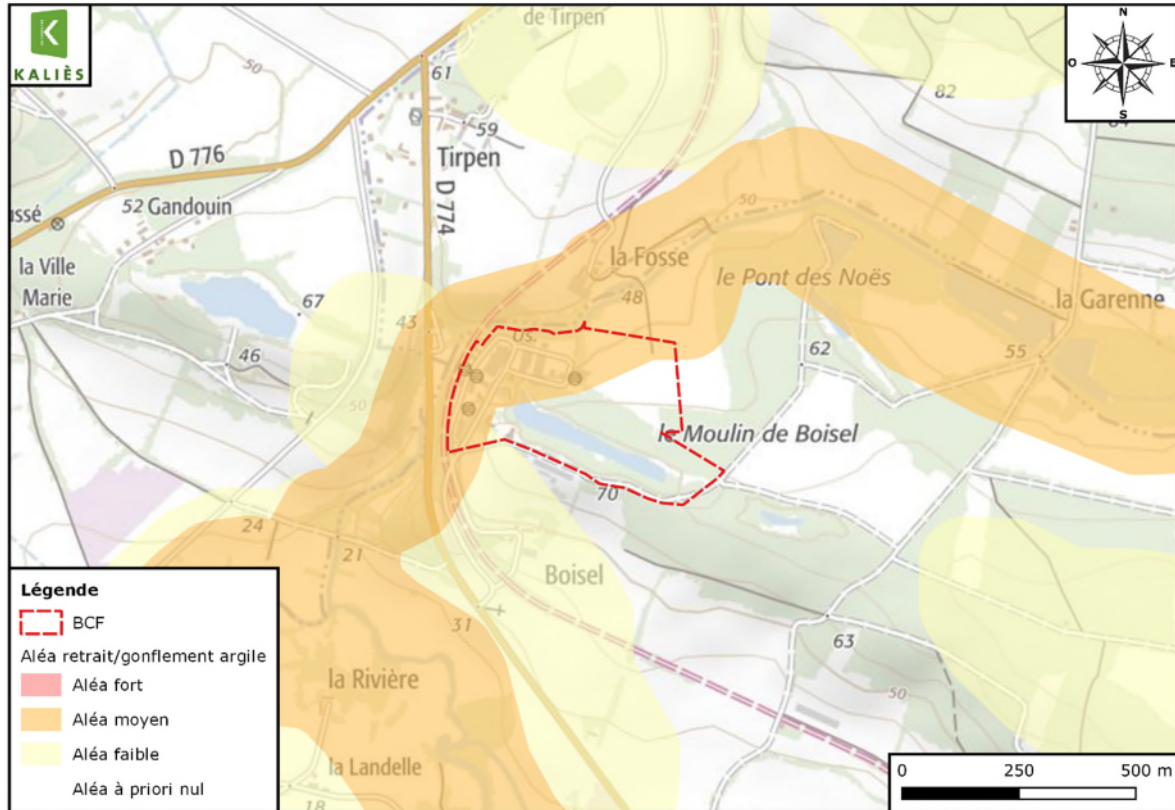 KALIÈS
de Tirpen
N
O
E
S
50
61
82
59
Tirpen
D 776
D 774
52
Gandouin
la Ville
Marie
50
la Fosse
le Pont des Noës
48
la Garenne
67
43
Us.
46
62
55
50
le Moulin de Boisel
70
24
21
Boisel
31
63
50
la Rivière
la Landelle
18
Légende
BCF
Aléa retrait/gonflement argile
Aléa fort
Aléa moyen
Aléa faible
Aléa à priori nul
0 250 500 m